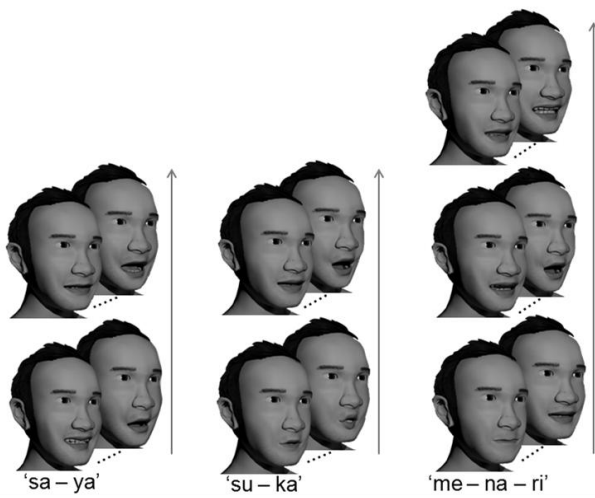 'sa – ya'
'su – ka'
'me – na – ri'